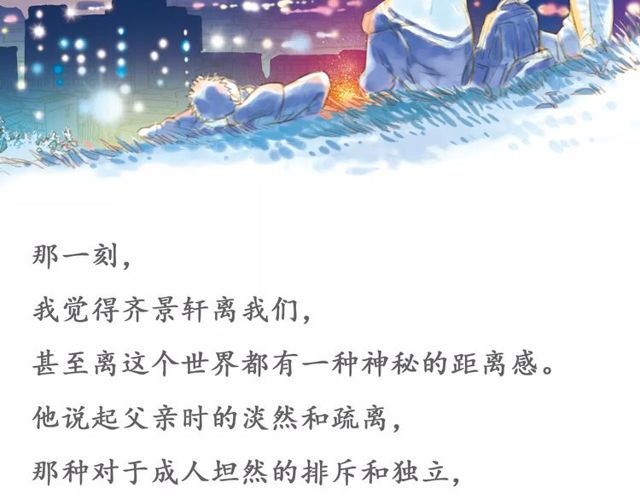 那一刻，
我觉得齐景轩离我们，
甚至离这个世界都有一种神秘的距离感。
他说起父亲时的淡然和疏离，
那种对于成人坦然的排斥和独立，